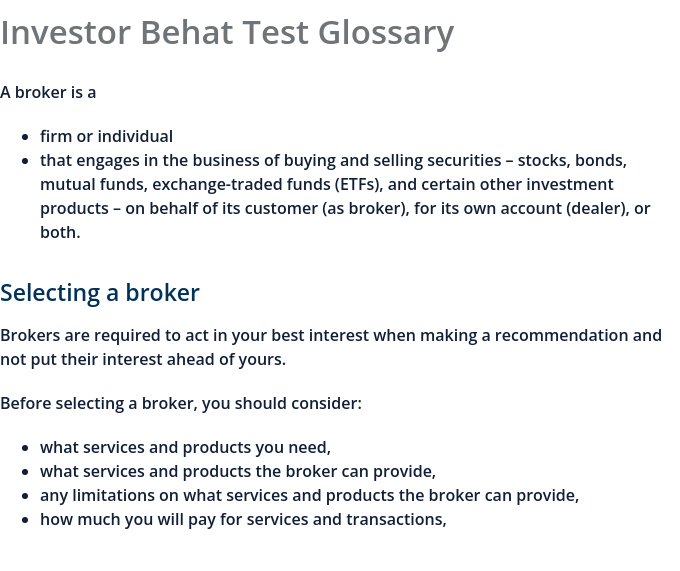 Investor Behat Test Glossary
A broker is a
• firm or individual
• that engages in the business of buying and selling securities – stocks, bonds,
mutual funds, exchange-traded funds (ETFs), and certain other investment
products – on behalf of its customer (as broker), for its own account (dealer), or
both.
Selecting a broker
Brokers are required to act in your best interest when making a recommendation and
not put their interest ahead of yours.
Before selecting a broker, you should consider:
• what services and products you need,
• what services and products the broker can provide,
• any limitations on what services and products the broker can provide,
• how much you will pay for services and transactions,